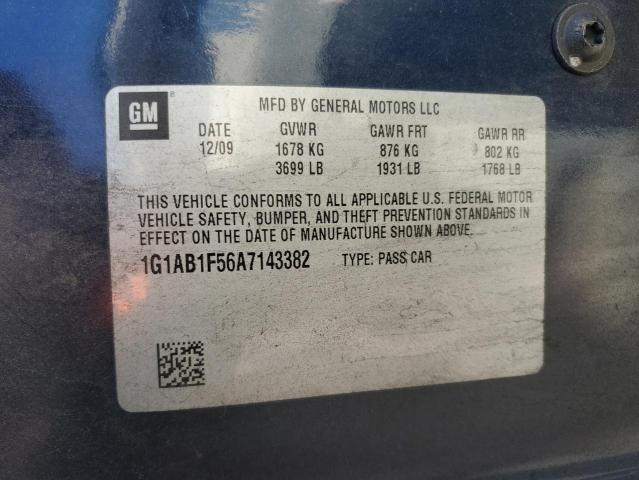 GM ®
MFD BY GENERAL MOTORS LLC
DATE GVWR GAWR FRT GAWR RR
12/09 1678 KG 876 KG 802 KG
3699 LB 1931 LB 1768 LB
THIS VEHICLE CONFORMS TO ALL APPLICABLE U.S. FEDERAL MOTOR
VEHICLE SAFETY, BUMPER, AND THEFT PREVENTION STANDARDS IN
EFFECT ON THE DATE OF MANUFACTURE SHOWN ABOVE.
1G1AB1F56A7143382 TYPE: PASS CAR